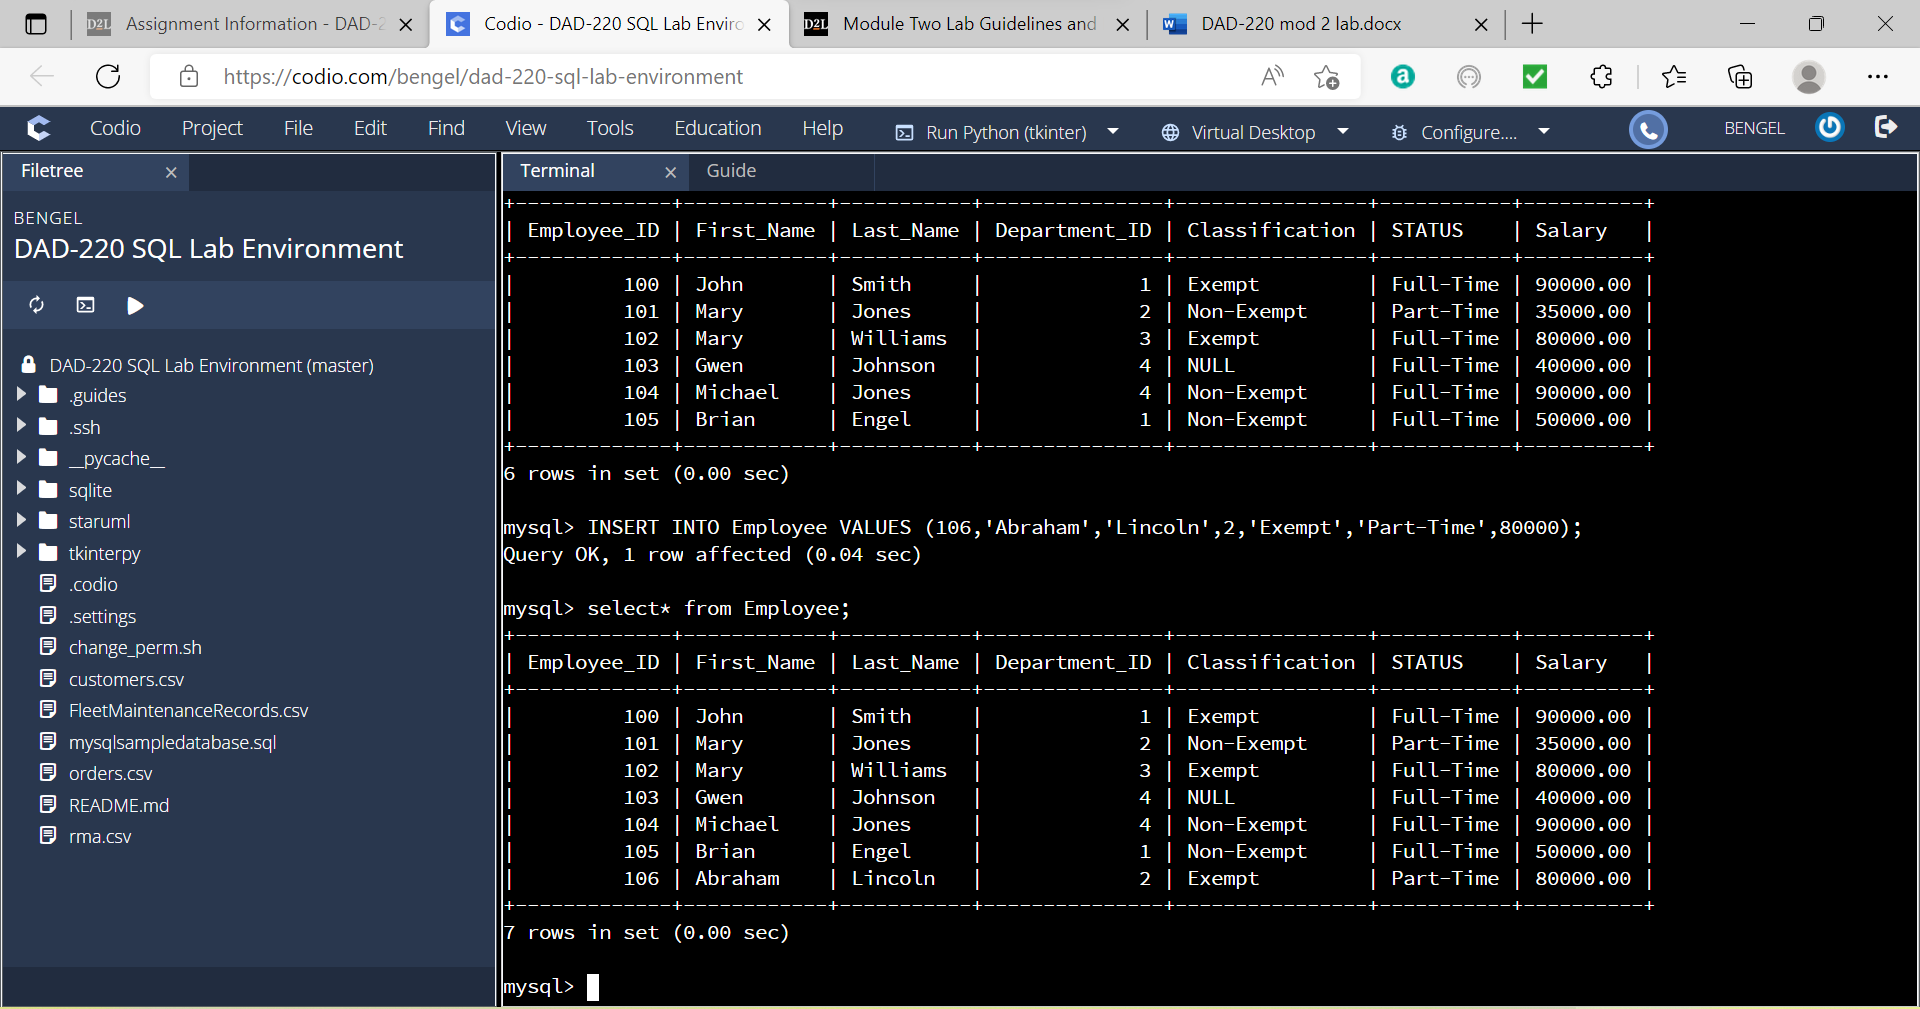 Assignment Information - DAD-2
Codio - DAD-220 SQL Lab Enviro
Module Two Lab Guidelines and
DAD-220 mod 2 lab.docx
https://codio.com/bengel/dad-220-sql-lab-environment
Codio Project File Edit Find View Tools Education Help Run Python (tkinter) Virtual Desktop Configure.... BENGEL
Filetree
Terminal
Guide
BENGEL
DAD-220 SQL Lab Environment
DAD-220 SQL Lab Environment (master)
.guides
.ssh
__pycache__
sqlite
staruml
tkinterpy
.codio
.settings
change_perm.sh
customers.csv
FleetMaintenanceRecords.csv
mysqlsampledatabase.sql
orders.csv
README.md
rma.csv
+-------------+------------+-----------+---------------+----------------+-----------+----------+
| Employee_ID | First_Name | Last_Name | Department_ID | Classification | STATUS    | Salary   |
+-------------+------------+-----------+---------------+----------------+-----------+----------+
|         100 | John       | Smith     |             1 | Exempt         | Full-Time | 90000.00 |
|         101 | Mary       | Jones     |             2 | Non-Exempt     | Part-Time | 35000.00 |
|         102 | Mary       | Williams  |             3 | Exempt         | Full-Time | 80000.00 |
|         103 | Gwen       | Johnson   |             4 | NULL           | Full-Time | 40000.00 |
|         104 | Michael    | Jones     |             4 | Non-Exempt     | Full-Time | 90000.00 |
|         105 | Brian      | Engel     |             1 | Non-Exempt     | Full-Time | 50000.00 |
+-------------+------------+-----------+---------------+----------------+-----------+----------+
6 rows in set (0.00 sec)
mysql> INSERT INTO Employee VALUES (106,'Abraham','Lincoln',2,'Exempt','Part-Time',80000);
Query OK, 1 row affected (0.04 sec)
mysql> select* from Employee;
+-------------+------------+-----------+---------------+----------------+-----------+----------+
| Employee_ID | First_Name | Last_Name | Department_ID | Classification | STATUS    | Salary   |
+-------------+------------+-----------+---------------+----------------+-----------+----------+
|         100 | John       | Smith     |             1 | Exempt         | Full-Time | 90000.00 |
|         101 | Mary       | Jones     |             2 | Non-Exempt     | Part-Time | 35000.00 |
|         102 | Mary       | Williams  |             3 | Exempt         | Full-Time | 80000.00 |
|         103 | Gwen       | Johnson   |             4 | NULL           | Full-Time | 40000.00 |
|         104 | Michael    | Jones     |             4 | Non-Exempt     | Full-Time | 90000.00 |
|         105 | Brian      | Engel     |             1 | Non-Exempt     | Full-Time | 50000.00 |
|         106 | Abraham    | Lincoln   |             2 | Exempt         | Part-Time | 80000.00 |
+-------------+------------+-----------+---------------+----------------+-----------+----------+
7 rows in set (0.00 sec)
mysql>